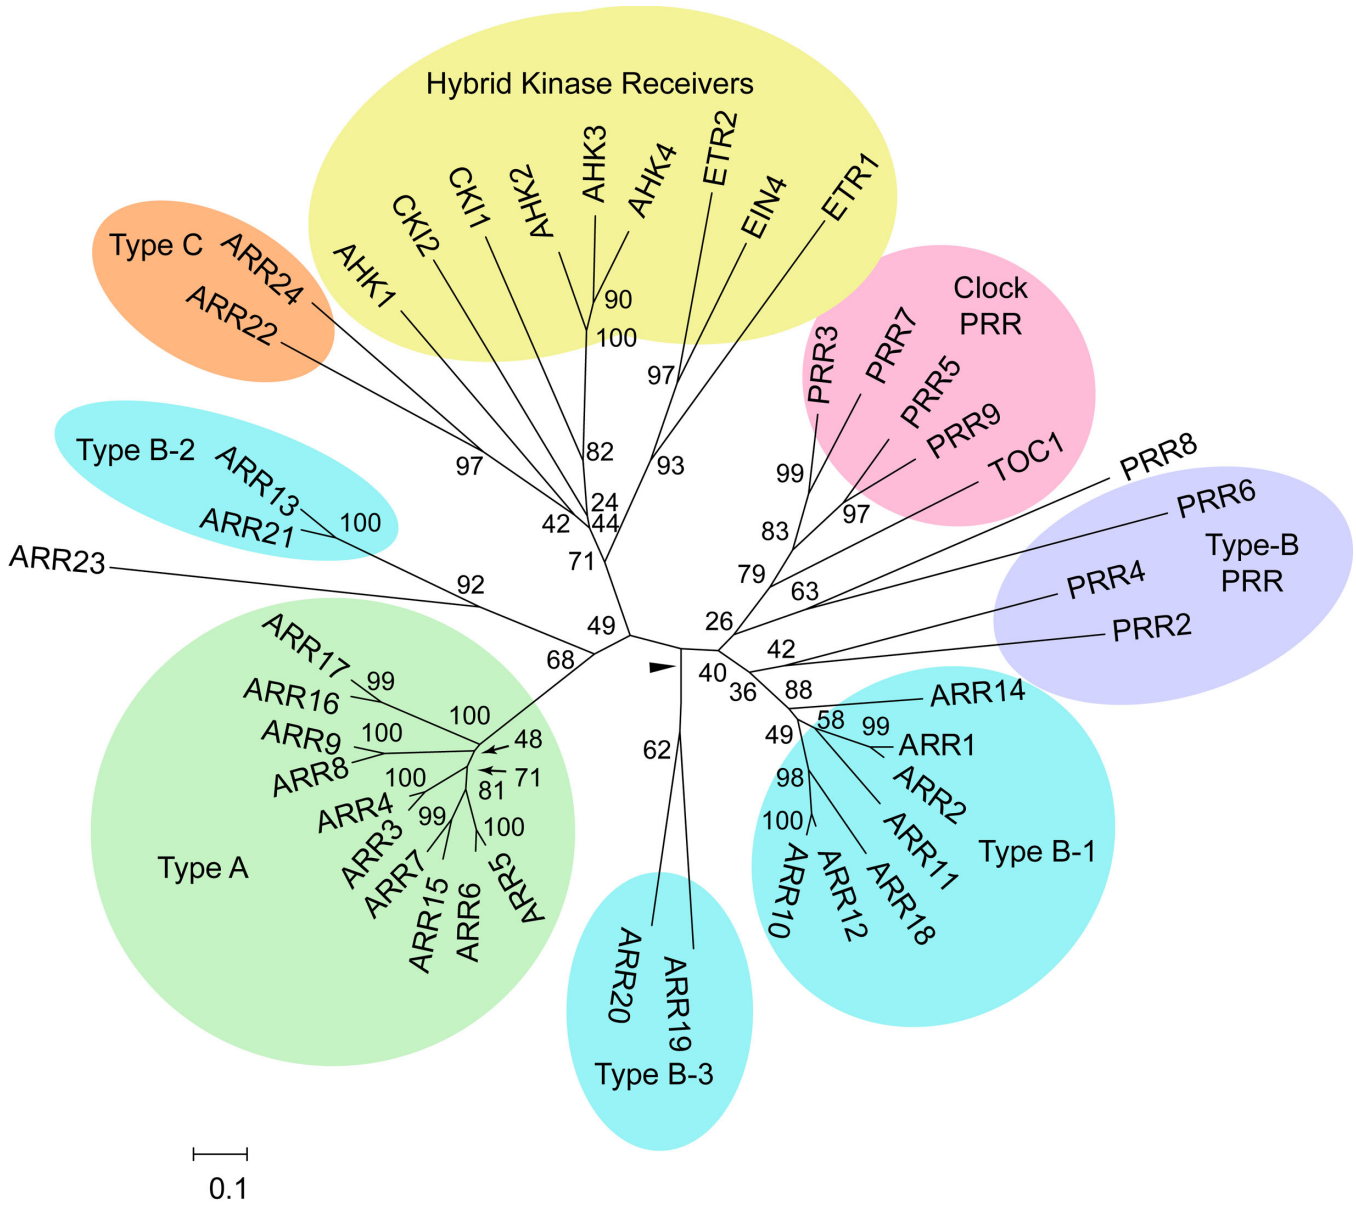 Hybrid Kinase Receivers
AHK1
CKI2
CKI1
AHK2
AHK3
AHK4
ETR2
EIN4
ETR1
90
100
97
82
93
24
44
42
71
Type C
ARR24
ARR22
97
Clock
PRR
PRR3
PRR7
PRR5
PRR9
TOC1
99
97
83
79
PRR8
63
26
PRR6
Type-B
PRR
PRR4
PRR2
42
40
36
Type B-2
ARR13
ARR21
100
ARR23
92
49
68
ARR17
99
ARR16
100
ARR9
100
48
ARR8
71
100
81
ARR4
99
100
ARR3
ARR7
ARR15
ARR6
ARR5
Type A
88
ARR14
58
99
49
ARR1
ARR2
98
ARR11
100
ARR18
ARR12
ARR10
Type B-1
62
ARR20
ARR19
Type B-3
0.1